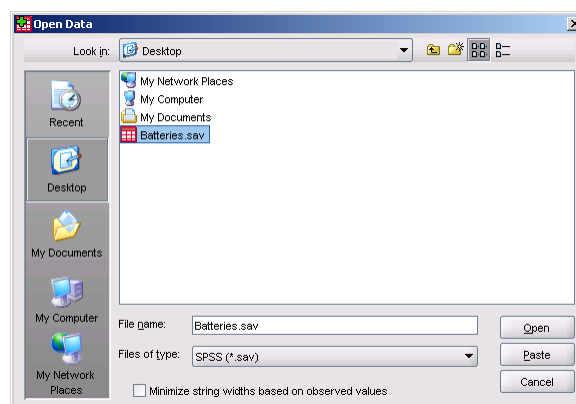 Open Data
Look in: Desktop
Recent
Desktop
My Documents
My Computer
My Network
Places
My Network Places
My Computer
My Documents
Batteries.sav
File name: Batteries.sav Open
Files of type: SPSS (*.sav) Paste
Minimize string widths based on observed values Cancel